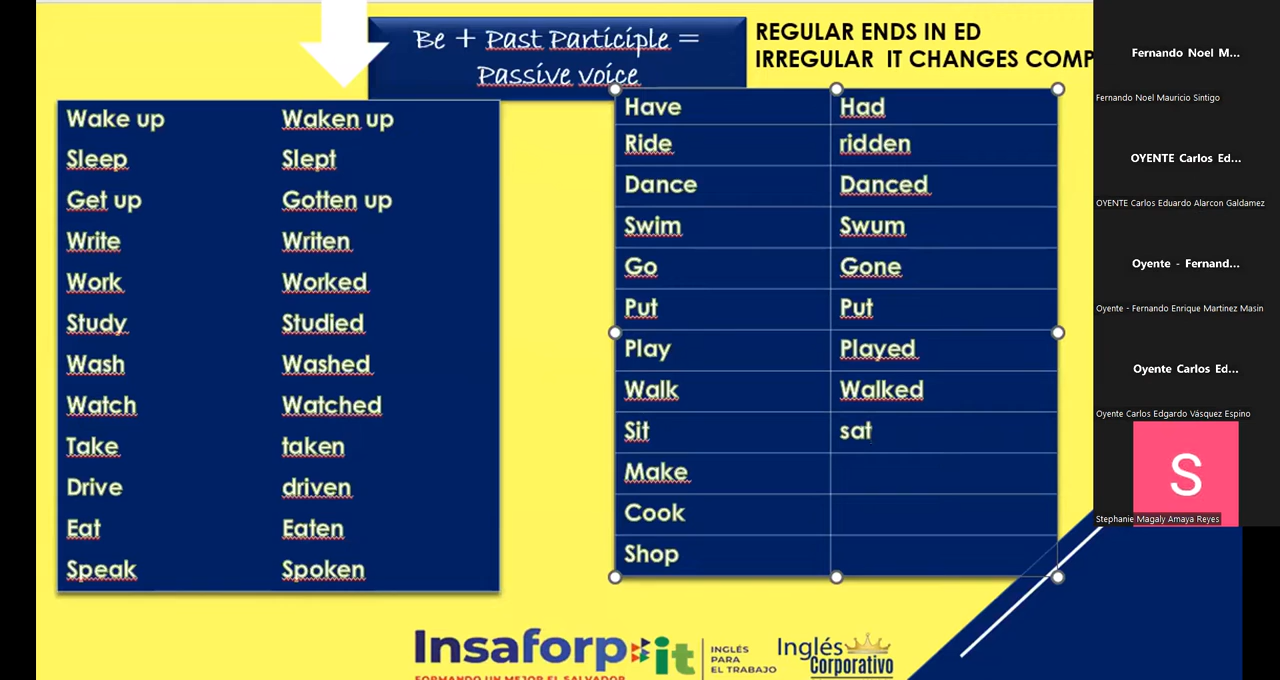 Be + Past Participle =
Passive voice
REGULAR ENDS IN ED
IRREGULAR IT CHANGES COMP
Wake up Waken up
Sleep Slept
Get up Gotten up
Write Writen
Work Worked
Study Studied
Wash Washed
Watch Watched
Take taken
Drive driven
Eat Eaten
Speak Spoken
Have Had
Ride ridden
Dance Danced
Swim Swum
Go Gone
Put Put
Play Played
Walk Walked
Sit sat
Make
Cook
Shop
Insaforp
FORMANDO UN MEJOR EL SALVADOR
it
INGLÉS
PARA
EL TRABAJO
Inglés
Corporativo
Fernando Noel M...
Fernando Noel Mauricio Sintigo
OYENTE Carlos Ed...
OYENTE Carlos Eduardo Alarcon Galdamez
Oyente - Fernand...
Oyente - Fernando Enrique Martinez Masin
Oyente Carlos Ed...
Oyente Carlos Edgardo Vásquez Espino
S
Stephanie Magaly Amaya Reyes